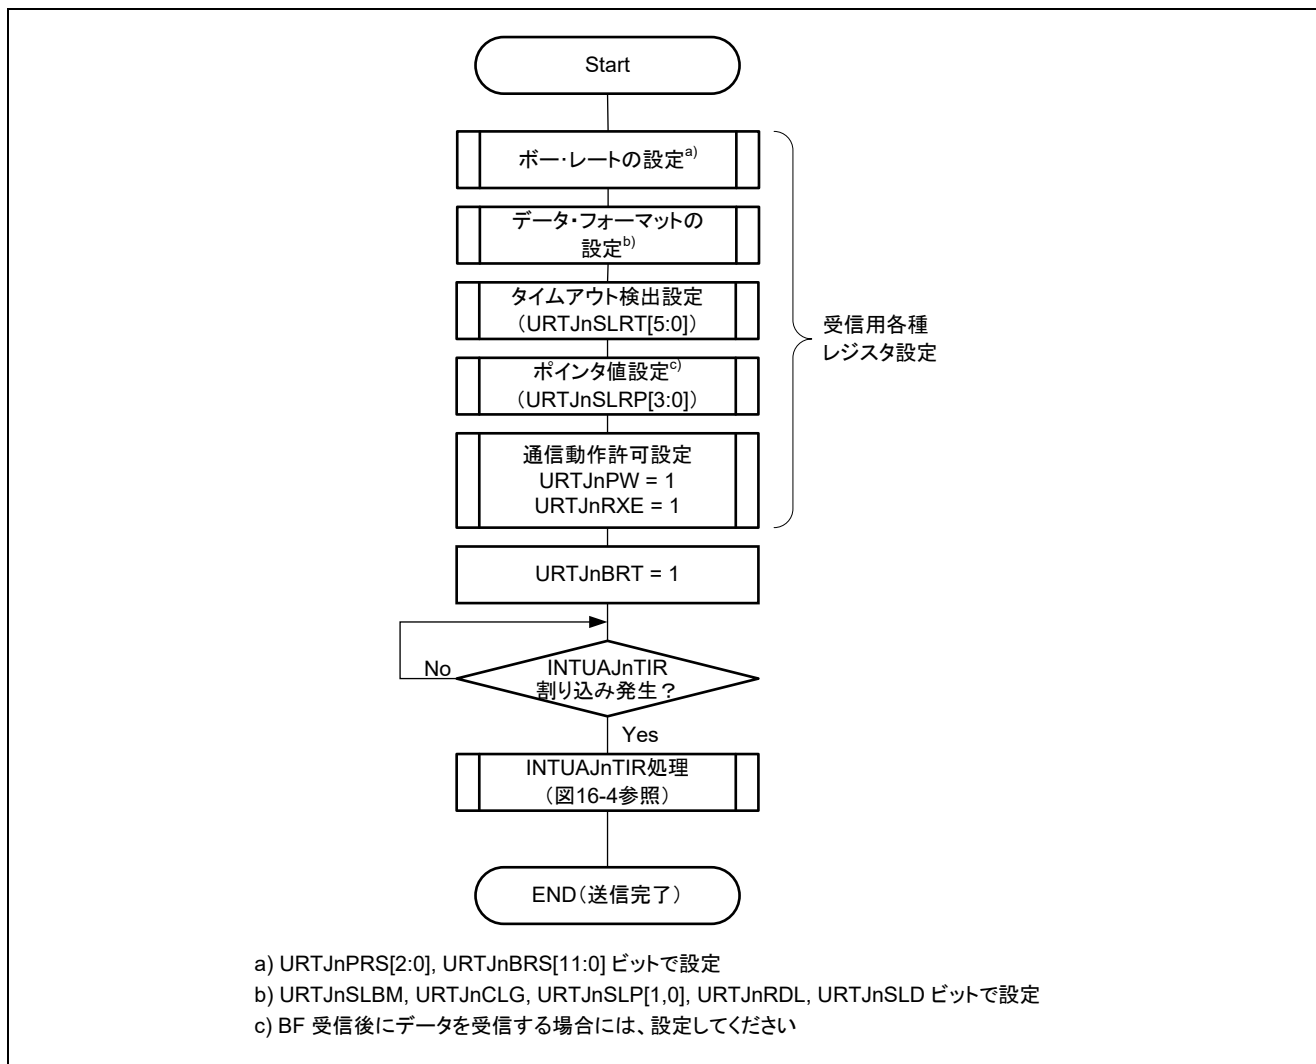 Start
ボー・レートの設定a)
データ・フォーマットの
設定b)
タイムアウト検出設定
（URTJnSLRT[5:0]）
ポインタ値設定c)
（URTJnSLRP[3:0]）
通信動作許可設定
URTJnPW = 1
URTJnRXE = 1
受信用各種
レジスタ設定
URTJnBRT = 1
INTUAJnTIR
割り込み発生？
No
Yes
INTUAJnTIR処理
（図16-4参照）
END（送信完了）
a) URTJnPRS[2:0], URTJnBRS[11:0] ビットで設定
b) URTJnSLBM, URTJnCLG, URTJnSLP[1,0], URTJnRDL, URTJnSLD ビットで設定
c) BF 受信後にデータを受信する場合には、設定してください